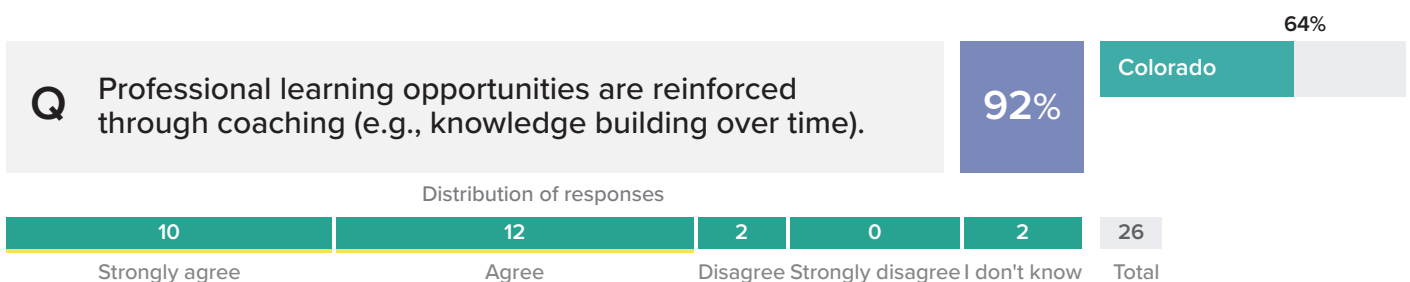 64%
Q Professional learning opportunities are reinforced
through coaching (e.g., knowledge building over time).
92%
Colorado
Distribution of responses
10 12 2 0 2 26
Strongly agree Agree Disagree Strongly disagree I don't know Total